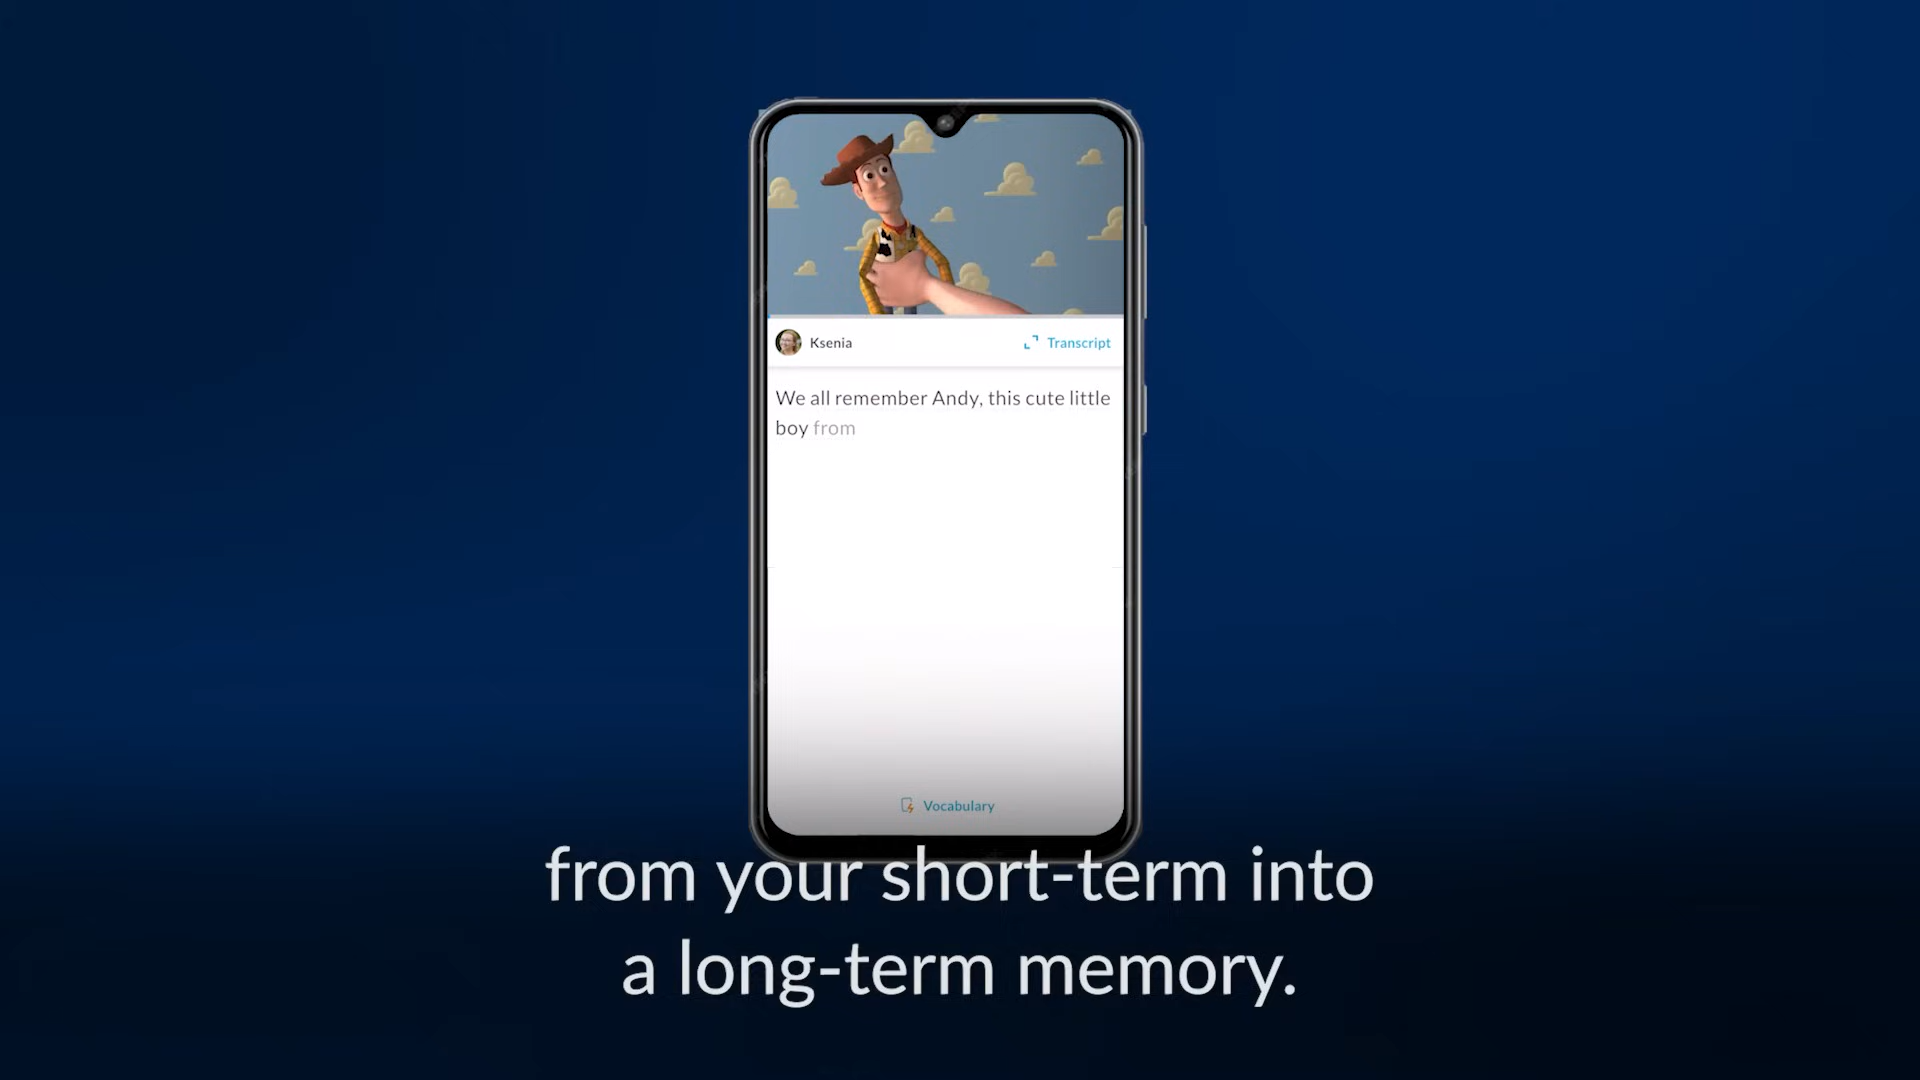 Ksenia
Transcript
We all remember Andy, this cute little
boy from
Vocabulary
from your short-term into
a long-term memory.